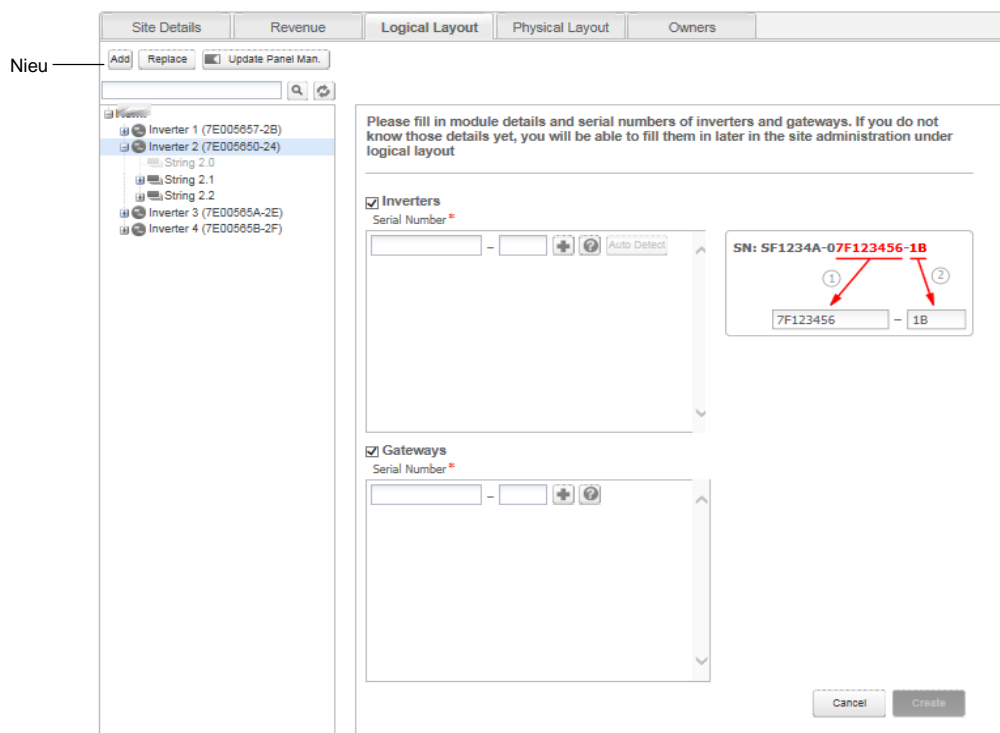 Site Details
Revenue
Logical Layout
Physical Layout
Owners
Nieu
Add
Replace
Update Panel Man.
Inverter 1 (7E005657-2B)
Inverter 2 (7E005650-24)
String 2.0
String 2.1
String 2.2
Inverter 3 (7E00565A-2E)
Inverter 4 (7E00565B-2F)
Please fill in module details and serial numbers of inverters and gateways. If you do not
know those details yet, you will be able to fill them in later in the site administration under
logical layout
Inverters
Serial Number*
–
Auto Detect
SN: SF1234A-07F123456-1B
1
2
7F123456 – 1B
Gateways
Serial Number*
–
Cancel
Create